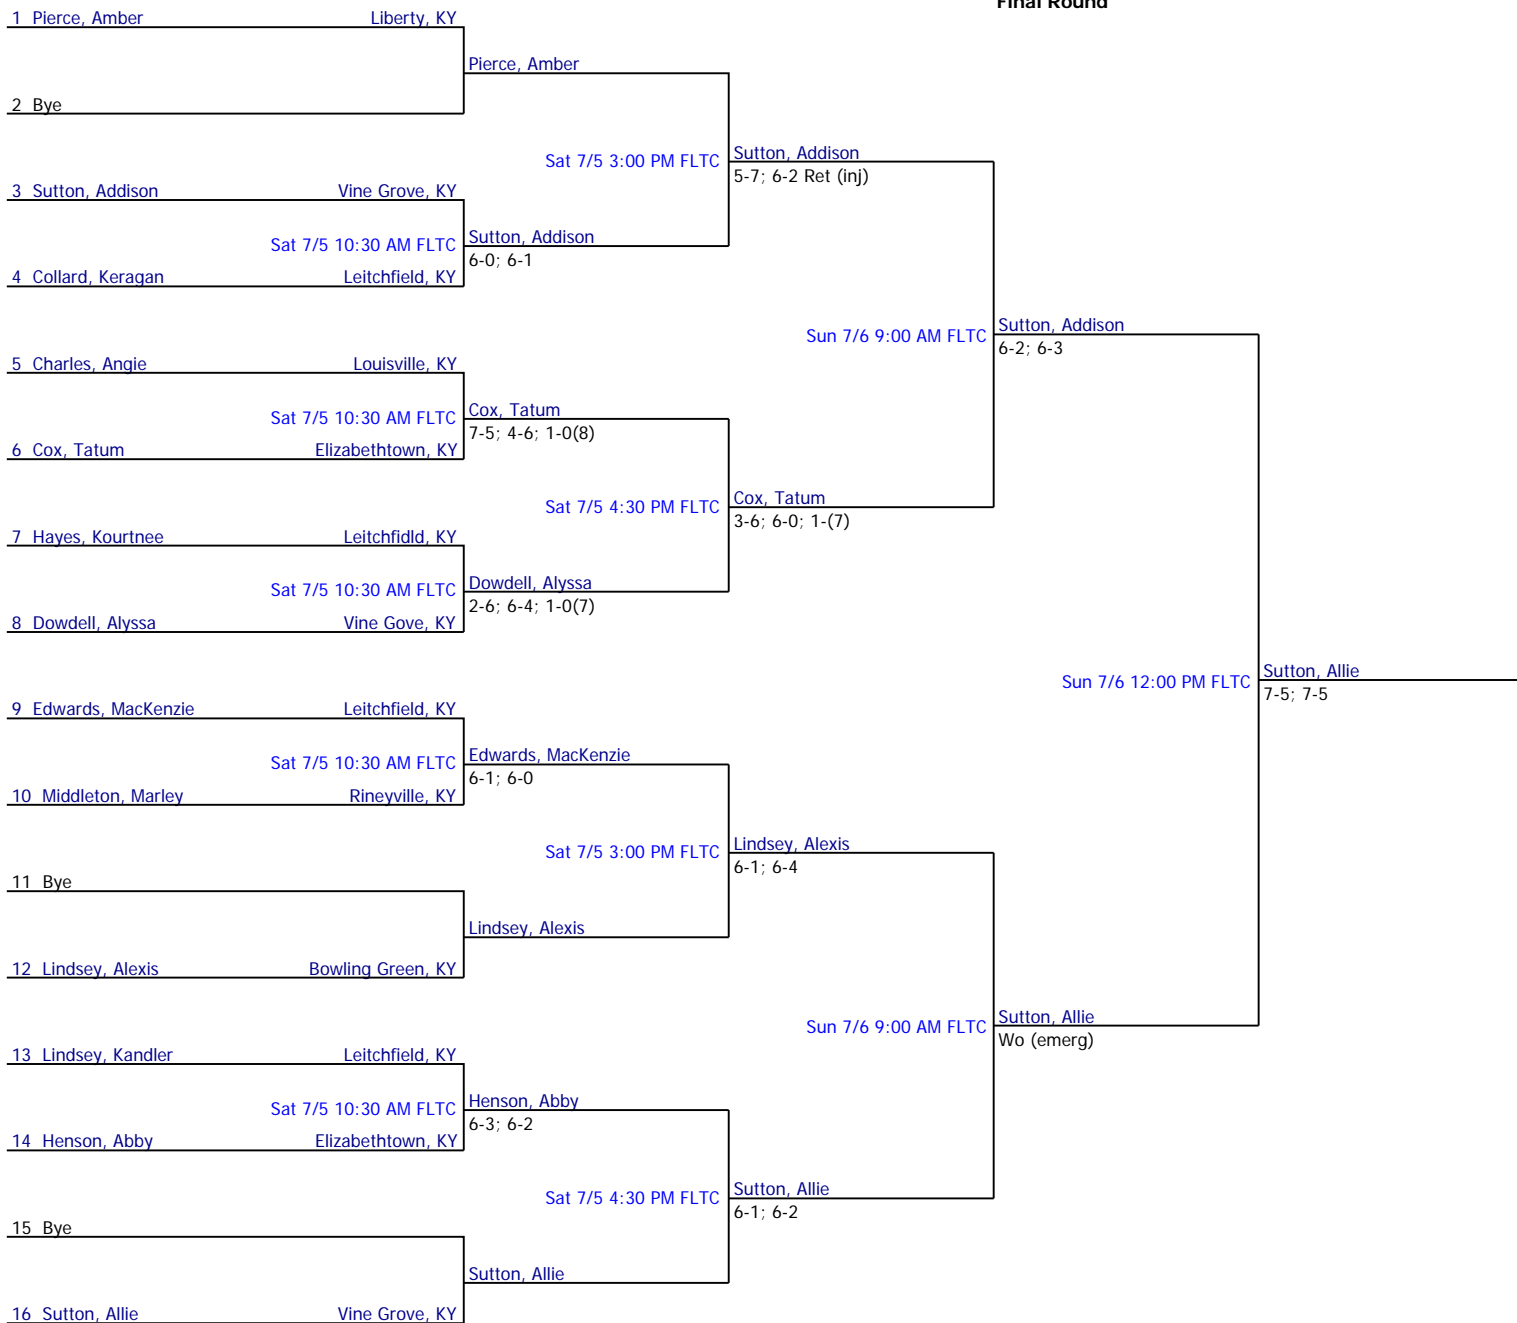 Final Round
1 Pierce, Amber Liberty, KY
Pierce, Amber
2 Bye
Sat 7/5 3:00 PM FLTC Sutton, Addison
5-7; 6-2 Ret (inj)
3 Sutton, Addison Vine Grove, KY
Sat 7/5 10:30 AM FLTC Sutton, Addison
6-0; 6-1
4 Collard, Keragan Leitchfield, KY
Sun 7/6 9:00 AM FLTC Sutton, Addison
6-2; 6-3
5 Charles, Angie Louisville, KY
Sat 7/5 10:30 AM FLTC Cox, Tatum
7-5; 4-6; 1-0(8)
6 Cox, Tatum Elizabethtown, KY
Sat 7/5 4:30 PM FLTC Cox, Tatum
3-6; 6-0; 1-(7)
7 Hayes, Kourtnee Leitchfidld, KY
Sat 7/5 10:30 AM FLTC Dowdell, Alyssa
2-6; 6-4; 1-0(7)
8 Dowdell, Alyssa Vine Gove, KY
Sun 7/6 12:00 PM FLTC Sutton, Allie
7-5; 7-5
9 Edwards, MacKenzie Leitchfield, KY
Sat 7/5 10:30 AM FLTC Edwards, MacKenzie
6-1; 6-0
10 Middleton, Marley Rineyville, KY
Sat 7/5 3:00 PM FLTC Lindsey, Alexis
6-1; 6-4
11 Bye
Lindsey, Alexis
12 Lindsey, Alexis Bowling Green, KY
Sun 7/6 9:00 AM FLTC Sutton, Allie
Wo (emerg)
13 Lindsey, Kandler Leitchfield, KY
Sat 7/5 10:30 AM FLTC Henson, Abby
6-3; 6-2
14 Henson, Abby Elizabethtown, KY
Sat 7/5 4:30 PM FLTC Sutton, Allie
6-1; 6-2
15 Bye
Sutton, Allie
16 Sutton, Allie Vine Grove, KY